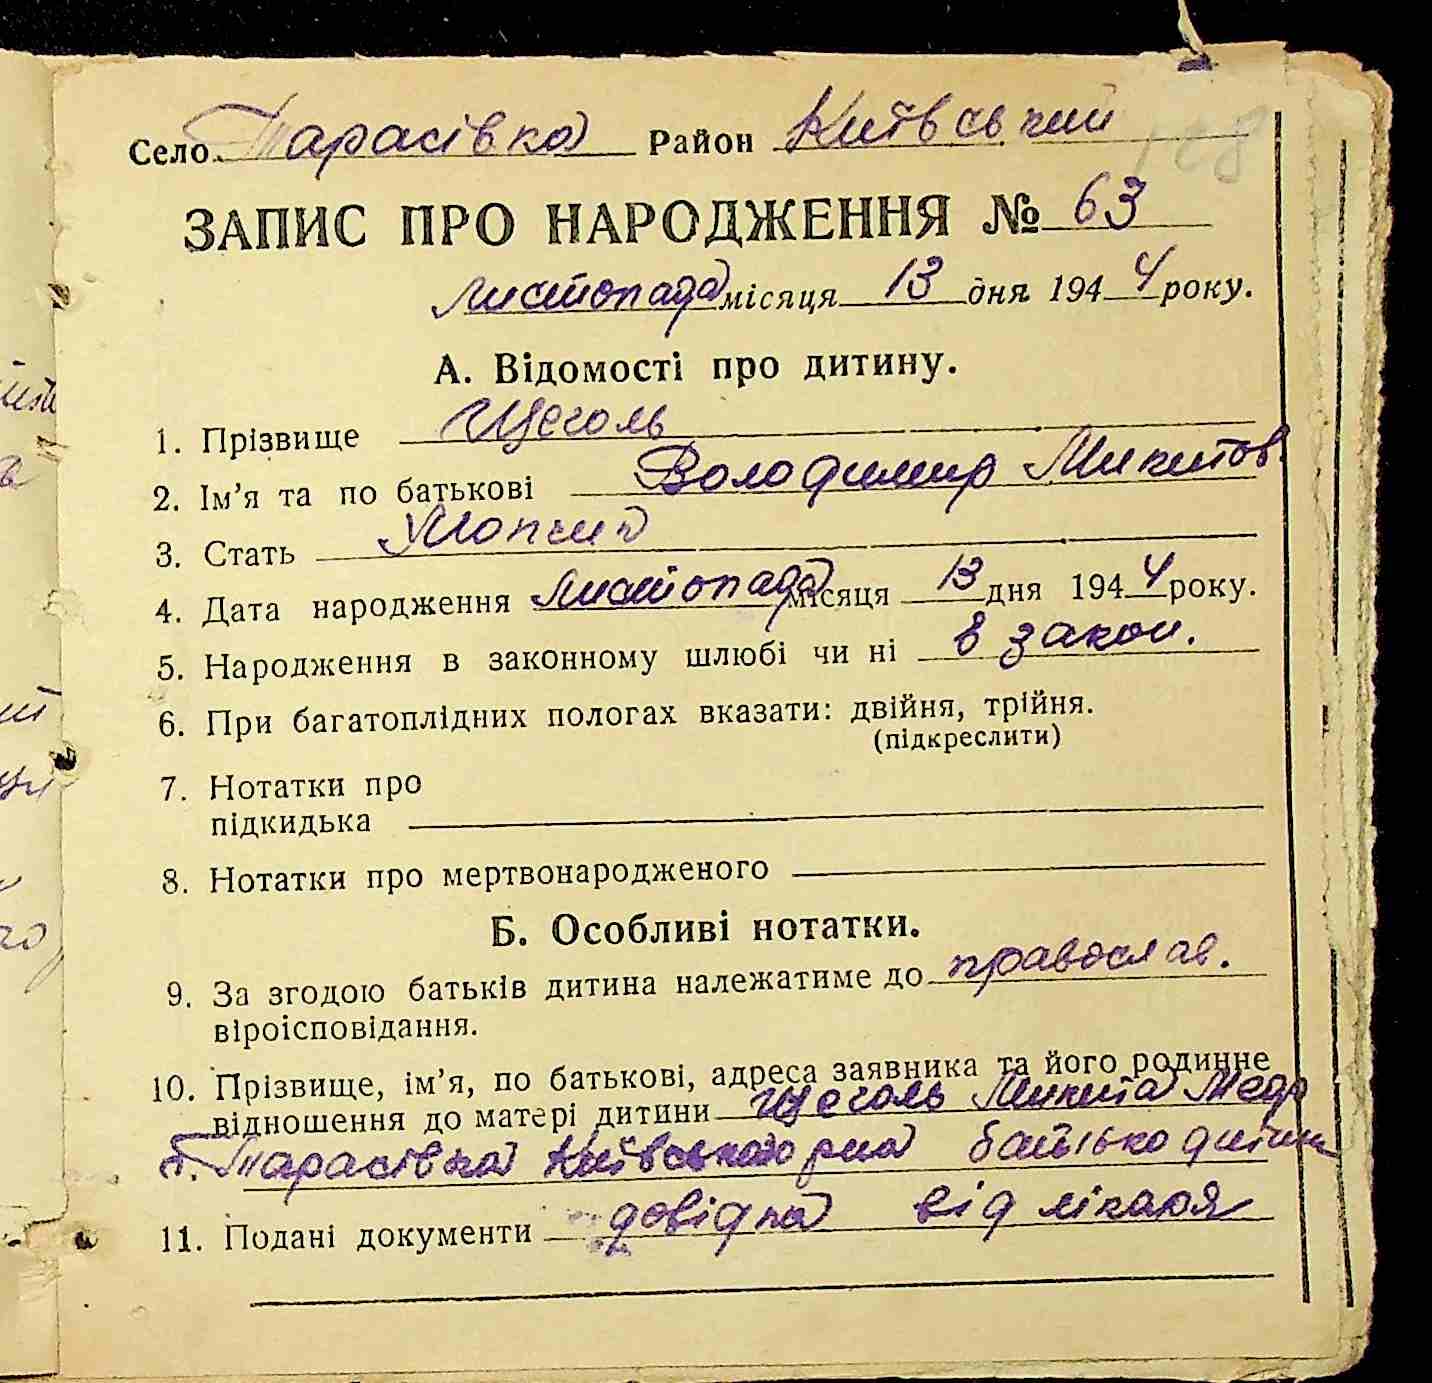 Село Тарасівка Район Київський
128
ЗАПИС ПРО НАРОДЖЕННЯ № 63
Листопада місяця 13 дня 1944 року.
А. Відомості про дитину.
1. Прізвище Щеголь
2. Ім’я та по батькові Володимир Микитов.
3. Стать Хлопчик
4. Дата народження Листопада місяця 13 дня 1944 року.
5. Народження в законному шлюбі чи ні в закон.
6. При багатоплідних пологах вказати: двійня, трійня.
(підкреслити)
7. Нотатки про
підкидька
8. Нотатки про мертвонародженого
Б. Особливі нотатки.
9. За згодою батьків дитина належатиме до православ.
віроісповідання.
10. Прізвище, ім’я, по батькові, адреса заявника та його родинне
відношення до матері дитини Щеголь Микита
Тарасівка Київського р-на батько дитини
11. Подані документи довідка від лікаря